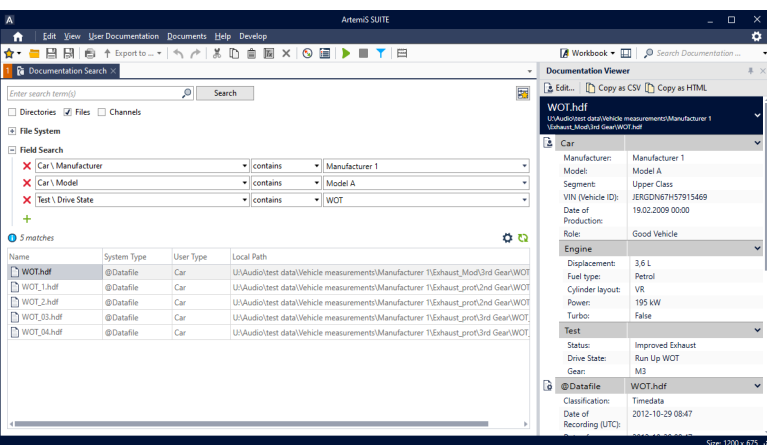 A
ArtemiS SUITE
Edit View User Documentation Documents Help Develop
Export to ...
Workbook
Search Documentation ...
1 Documentation Search
Enter search term(s)
Search
Directories Files Channels
File System
Field Search
Car \ Manufacturer contains Manufacturer 1
Car \ Model contains Model A
Test \ Drive State contains WOT
5 matches
Name System Type User Type Local Path
WOT.hdf @Datafile Car U:\Audio\test data\Vehicle measurements\Manufacturer 1\Exhaust_Mod\3rd Gear\WOT
WOT_1.hdf @Datafile Car U:\Audio\test data\Vehicle measurements\Manufacturer 1\Exhaust_prot\2nd Gear\WOT
WOT_2.hdf @Datafile Car U:\Audio\test data\Vehicle measurements\Manufacturer 1\Exhaust_prot\2nd Gear\WOT
WOT_03.hdf @Datafile Car U:\Audio\test data\Vehicle measurements\Manufacturer 1\Exhaust_prot\3rd Gear\WOT_
WOT_04.hdf @Datafile Car U:\Audio\test data\Vehicle measurements\Manufacturer 1\Exhaust_prot\3rd Gear\WOT_
Documentation Viewer
Edit... Copy as CSV Copy as HTML
WOT.hdf
U:\Audio\test data\Vehicle measurements\Manufacturer 1
\Exhaust_Mod\3rd Gear\WOT.hdf
Car
Manufacturer: Manufacturer 1
Model: Model A
Segment: Upper Class
VIN (Vehicle ID): JERGDN67H57915469
Date of 19.02.2009 00:00
Production:
Role: Good Vehicle
Engine
Displacement: 3,6 L
Fuel type: Petrol
Cylinder layout: VR
Power: 195 kW
Turbo: False
Test
Status: Improved Exhaust
Drive State: Run Up WOT
Gear: M3
@Datafile WOT.hdf
Classification: Timedata
Date of 2012-10-29 08:47
Recording (UTC):
Size: 1200 x 675